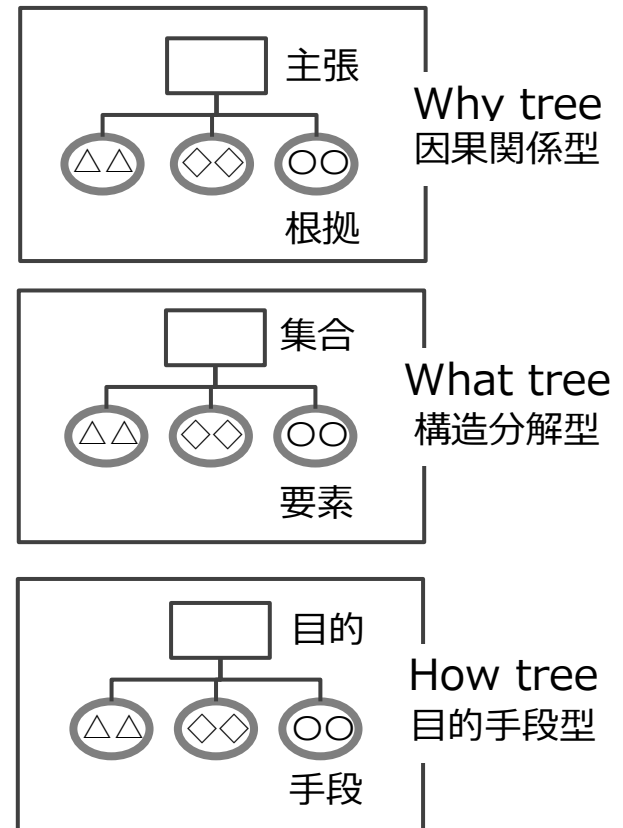 主張
△△
◇◇
○○
根拠
Why tree
因果関係型
集合
△△
◇◇
○○
要素
What tree
構造分解型
目的
△△
◇◇
○○
手段
How tree
目的手段型